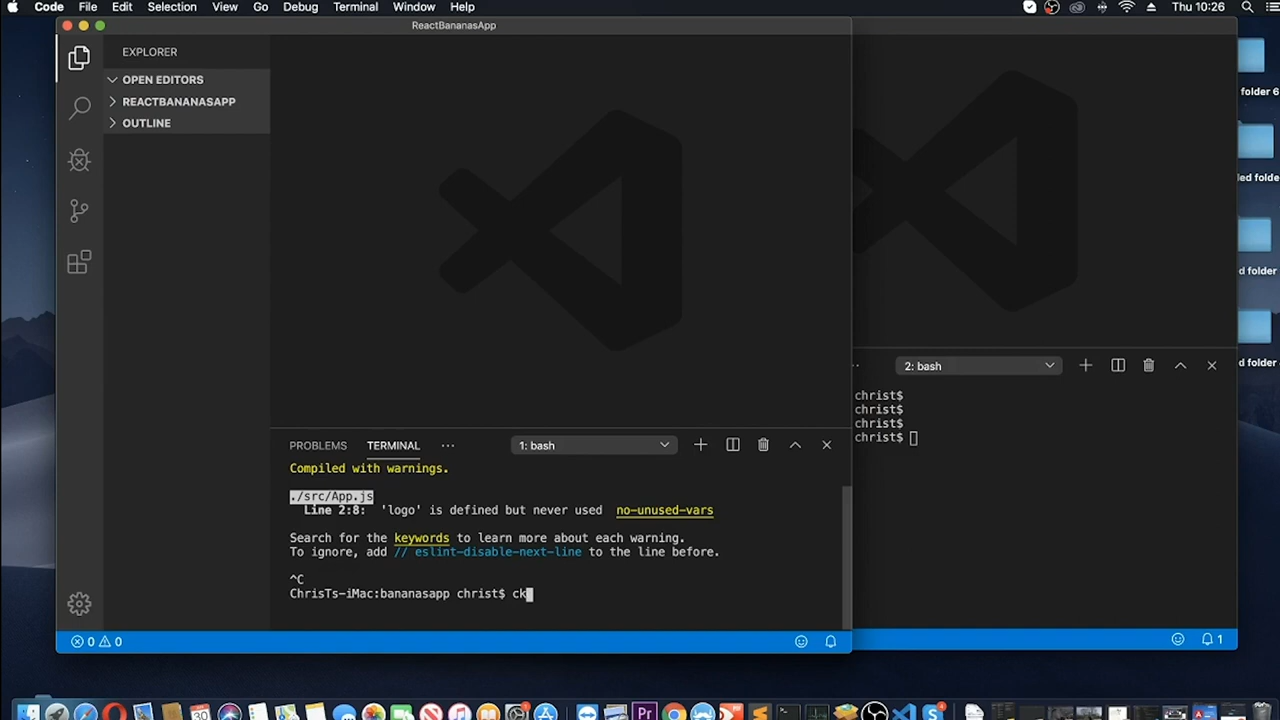 Code File Edit Selection View Go Debug Terminal Window Help Thu 10:26
ReactBananasApp
EXPLORER
OPEN EDITORS
REACTBANANASAPP
OUTLINE
folder 6
led folde
d folder
d folder
2: bash
christ$
christ$
christ$
christ$
PROBLEMS TERMINAL ··· 1: bash
Compiled with warnings.
./src/App.js
Line 2:8: 'logo' is defined but never used no-unused-vars
Search for the keywords to learn more about each warning.
To ignore, add // eslint-disable-next-line to the line before.
^C
ChrisTs-iMac:bananasapp christ$ ck
0 0
1
30
Pr